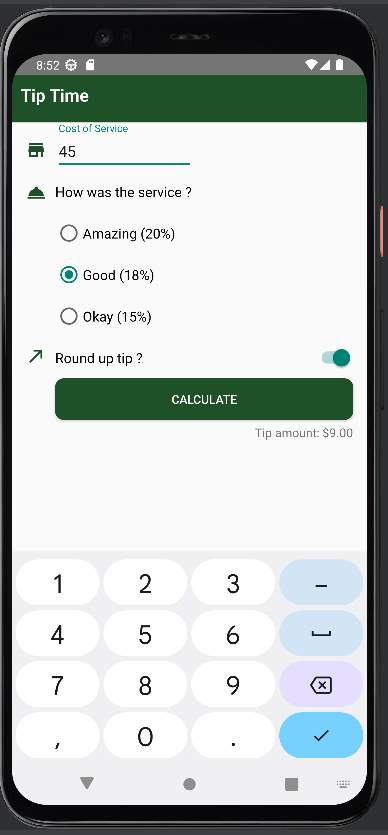 8:52
Tip Time
Cost of Service
45
How was the service ?
Amazing (20%)
Good (18%)
Okay (15%)
Round up tip ?
CALCULATE
Tip amount: $9.00
1 2 3 –
4 5 6
7 8 9
, 0 .